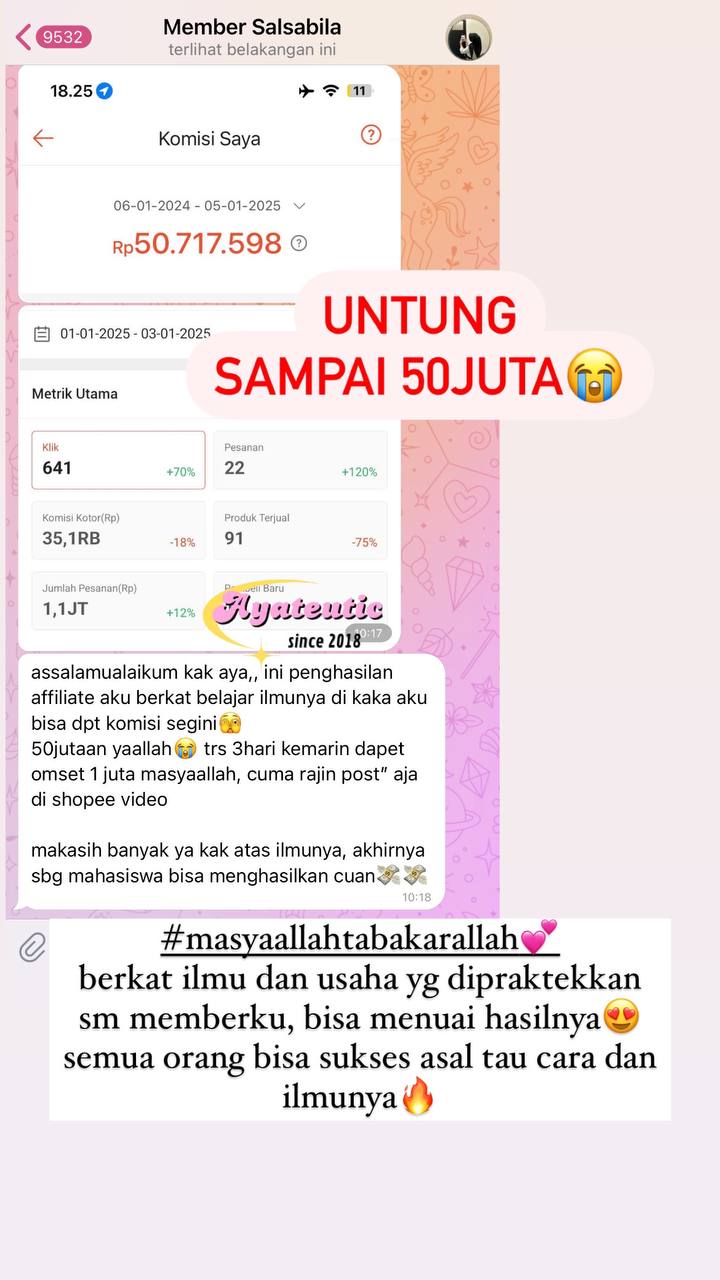 9532
Member Salsabila
terlihat belakangan ini
18.25
11
Komisi Saya
?
06-01-2024 - 05-01-2025
Rp50.717.598 ?
UNTUNG
SAMPAI 50JUTA😭
01-01-2025 - 03-01-2025
Metrik Utama
Klik
641 +70%
Pesanan
22 +120%
Komisi Kotor(Rp)
35,1RB -18%
Produk Terjual
91 -75%
Jumlah Pesanan(Rp)
1,1JT +12%
Baru
Ayateutic
since 2018
10:17
assalamualaikum kak aya,, ini penghasilan
affiliate aku berkat belajar ilmunya di kaka aku
bisa dpt komisi segini🫣
50jutaan yaallah😭 trs 3hari kemarin dapet
omset 1 juta masyaallah, cuma rajin post” aja
di shopee video
makasih banyak ya kak atas ilmunya, akhirnya
sbg mahasiswa bisa menghasilkan cuan💸💸
10:18
#masyaallahtabakarallah💕
berkat ilmu dan usaha yg dipraktekkan
sm memberku, bisa menuai hasilnya😍
semua orang bisa sukses asal tau cara dan
ilmunya🔥